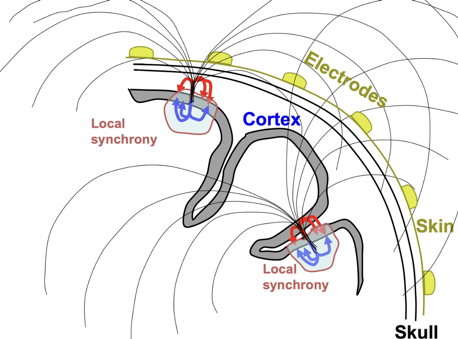 Electrodes
Cortex
Local
synchrony
Skin
Local
synchrony
Skull